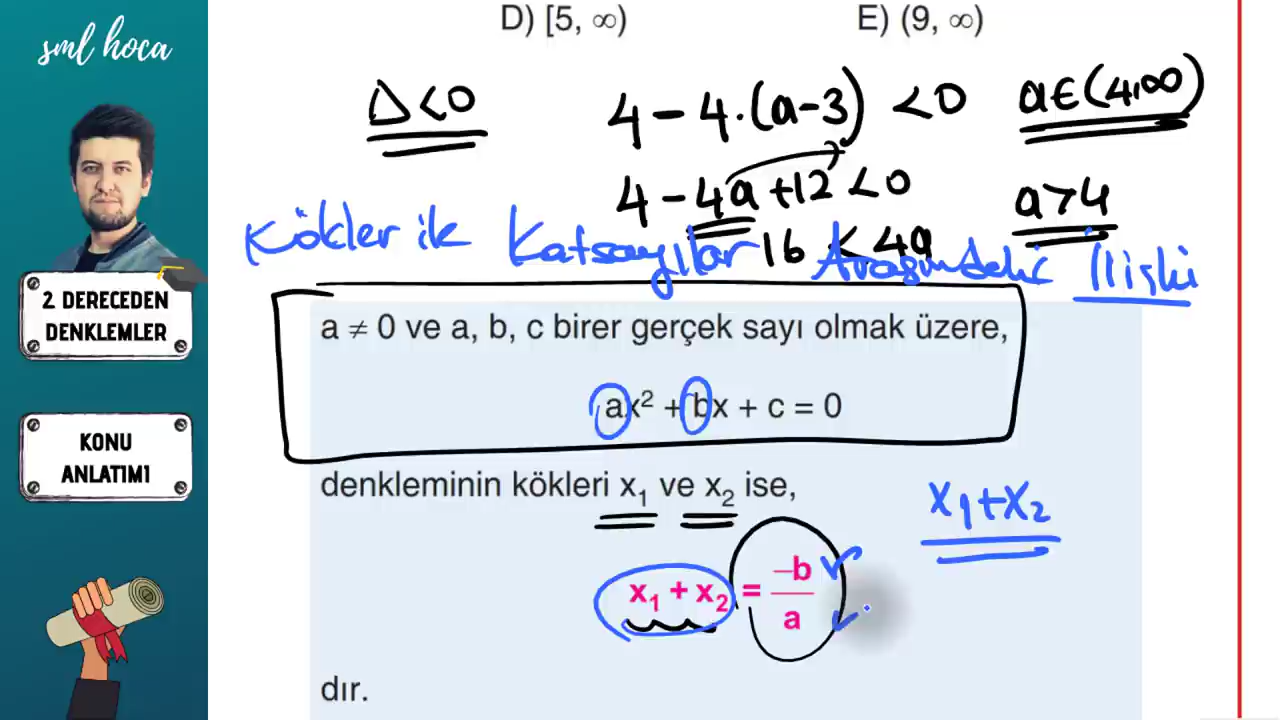 sml hoca
2 DERECEDEN
DENKLEMLER
KONU
ANLATIMI
D) [5, ∞)
E) (9, ∞)
Δ<0
4 – 4.(a–3) <0
a∈(4,∞)
4 – 4a +12 <0
a>4
16 < 4a
Kökler ile Katsayılar Arasındaki İlişki
a ≠ 0 ve a, b, c birer gerçek sayı olmak üzere,
ax² + bx + c = 0
denkleminin kökleri x₁ ve x₂ ise,
x₁+x₂
x₁ + x₂ = –b/a
dır.